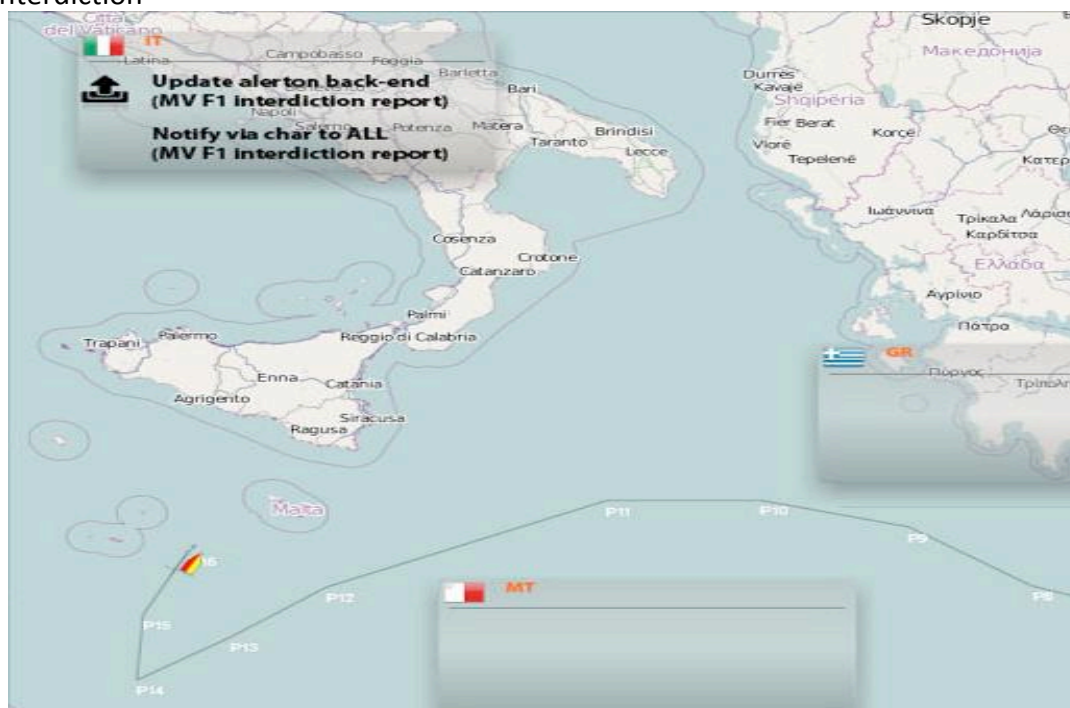 interdiction
Città
del Vaticano
IT
Latina
Campobasso
Foggia
Barletta
Update alerton back-end
(MV F1 interdiction report)
Napoli
Bari
Salerno
Potenza
Matera
Notify via char to ALL
(MV F1 interdiction report)
Taranto
Brindisi
Lecce
Skopje
Македонија
Durrës
Kavajë
Shqipëria
Fier Berat
Korçë
Vlorë
Tepelenë
Ιωάννινα
Τρίκαλα
Καρδίτσα
Ελλάδα
Αγρίνιο
Πάτρα
Cosenza
Crotone
Catanzaro
Palmi
Reggio di Calabria
Trapani
Palermo
Enna
Catania
Agrigento
Siracusa
Ragusa
GR
Πύργος
Malta
P11
P10
P9
P8
P12
P13
P14
P15
MT